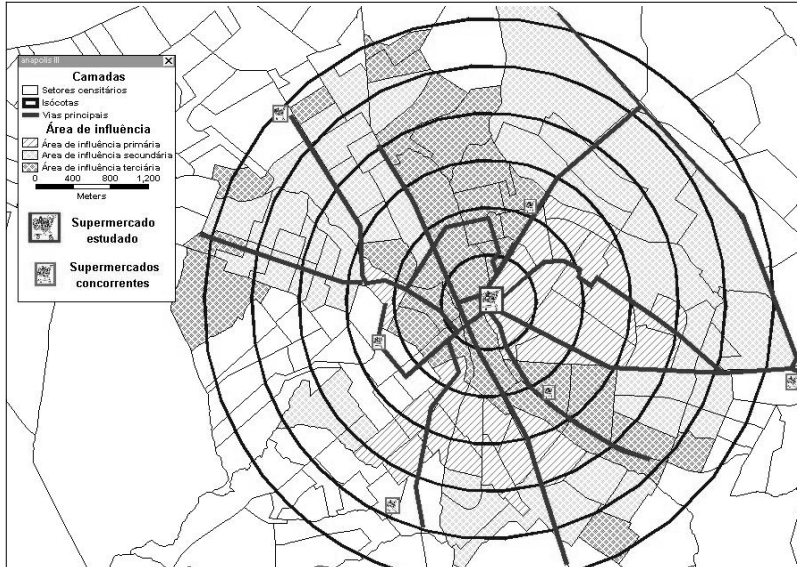 anapolis III
Camadas
Setores censitários
Isócotas
Vias principais
Área de influência
Área de influência primária
Area de influência secundária
Área de influência terciária
0 400 800 1,200
Meters
Supermercado
estudado
Supermercados
concorrentes